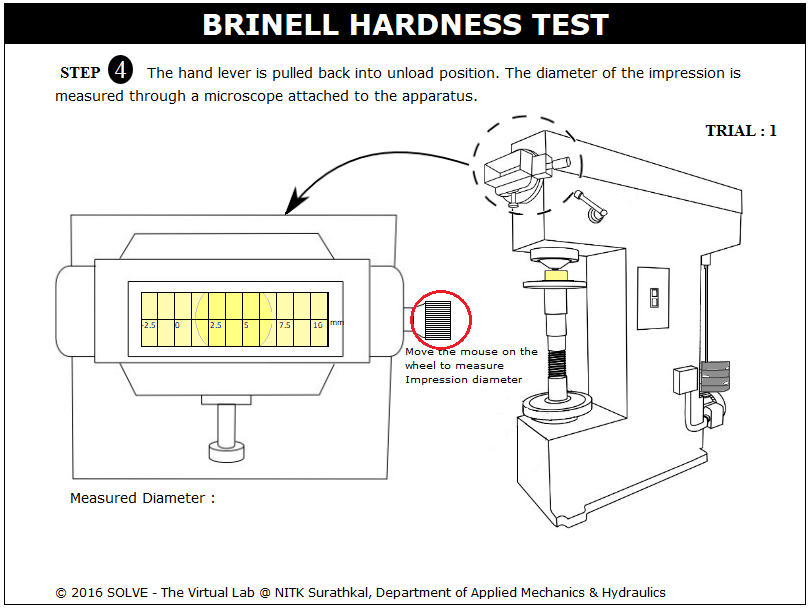 BRINELL HARDNESS TEST
STEP 4 The hand lever is pulled back into unload position. The diameter of the impression is
measured through a microscope attached to the apparatus.
TRIAL : 1
-2.5 0 2.5 5 7.5 10 mm
Move the mouse on the
wheel to measure
Impression diameter
Measured Diameter :
© 2016 SOLVE - The Virtual Lab @ NITK Surathkal, Department of Applied Mechanics & Hydraulics